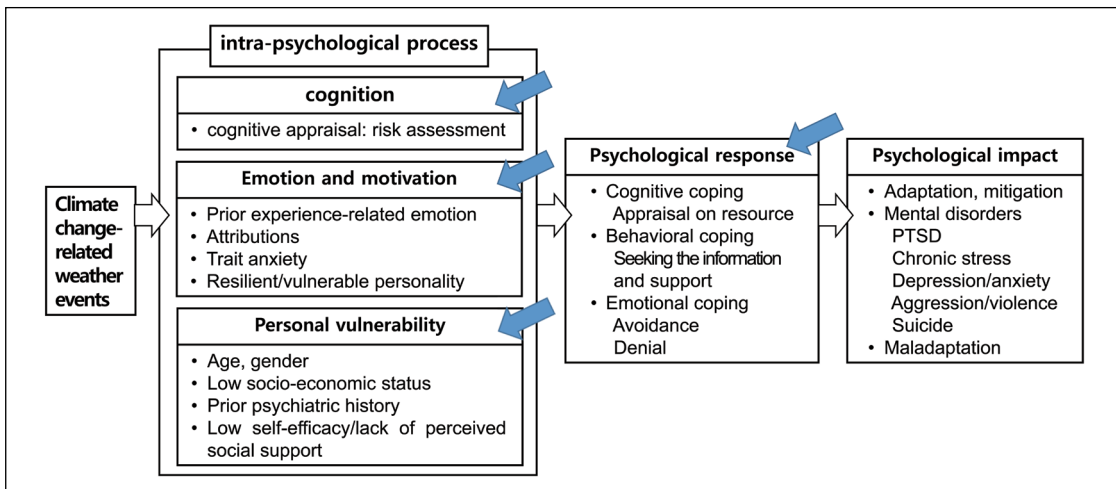 intra-psychological process
cognition
• cognitive appraisal: risk assessment
Emotion and motivation
• Prior experience-related emotion
• Attributions
• Trait anxiety
• Resilient/vulnerable personality
Personal vulnerability
• Age, gender
• Low socio-economic status
• Prior psychiatric history
• Low self-efficacy/lack of perceived
social support
Climate
change-
related
weather
events
Psychological response
• Cognitive coping
Appraisal on resource
• Behavioral coping
Seeking the information
and support
• Emotional coping
Avoidance
Denial
Psychological impact
• Adaptation, mitigation
• Mental disorders
PTSD
Chronic stress
Depression/anxiety
Aggression/violence
Suicide
• Maladaptation